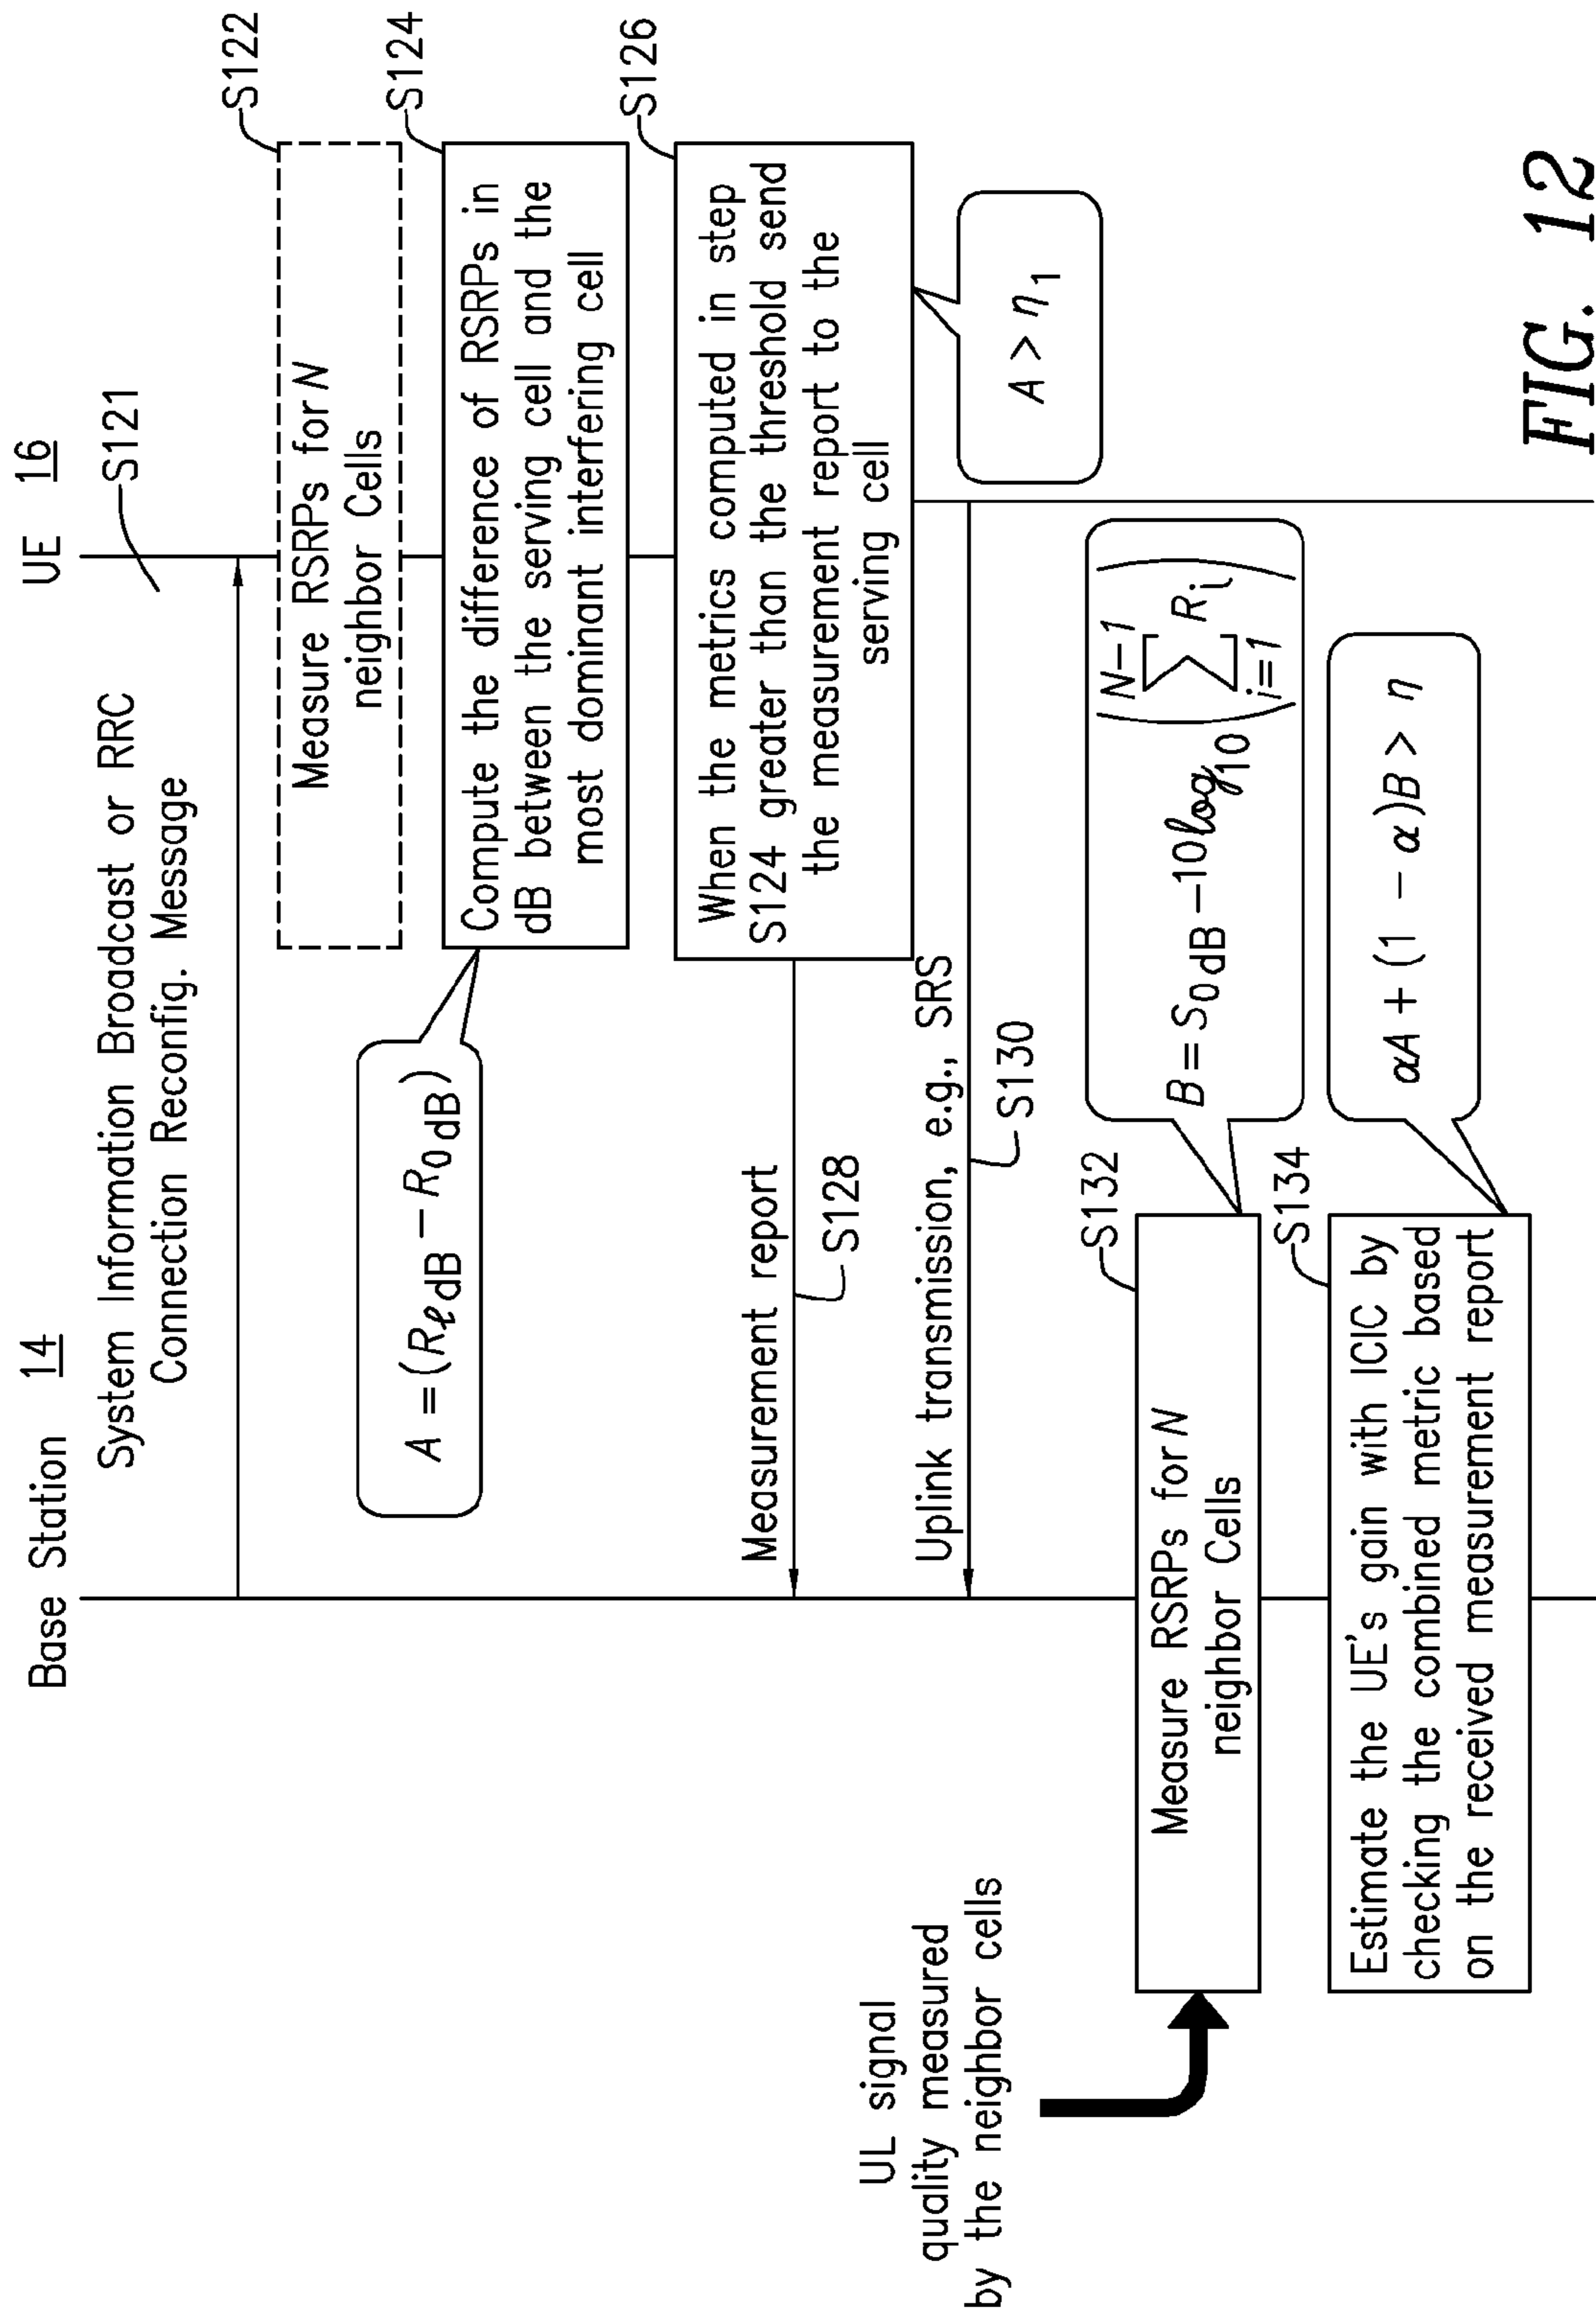 Base Station 14
UE 16
System Information Broadcast or RRC
Connection Reconfig. Message
S121
S122
Measure RSRPs for N
neighbor Cells
S124
A = (Rℓ dB − R0 dB)
Compute the difference of RSRPs in
dB between the serving cell and the
most dominant interfering cell
S126
When the metrics computed in step
S124 greater than the threshold send
the measurement report to the
serving cell
A > η1
Measurement report
S128
Uplink transmission, e.g., SRS
S130
UL signal
quality measured
by the neighbor cells
S132
Measure RSRPs for N
neighbor Cells
B = S0 dB − 10 log10 (∑ i=1 N−1 Ri)
S134
Estimate the UE's gain with ICIC by
checking the combined metric based
on the received measurement report
αA + (1 − α)B > η
FIG. 12